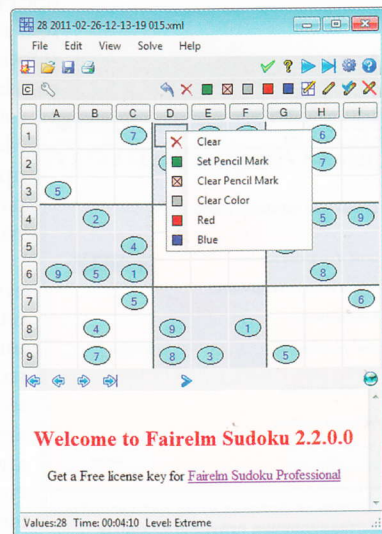 28 2011-02-26-12-13-19 015.xml
File Edit View Solve Help
A B C D E F G H I
1 7 6
2 7
3 5
4 2 5 9
5 4
6 9 5 1 8
7 5 6
8 4 9 1
9 7 8 3 5
Clear
Set Pencil Mark
Clear Pencil Mark
Clear Color
Red
Blue
Welcome to Fairelm Sudoku 2.2.0.0
Get a Free license key for Fairelm Sudoku Professional
Values:28 Time: 00:04:10 Level: Extreme